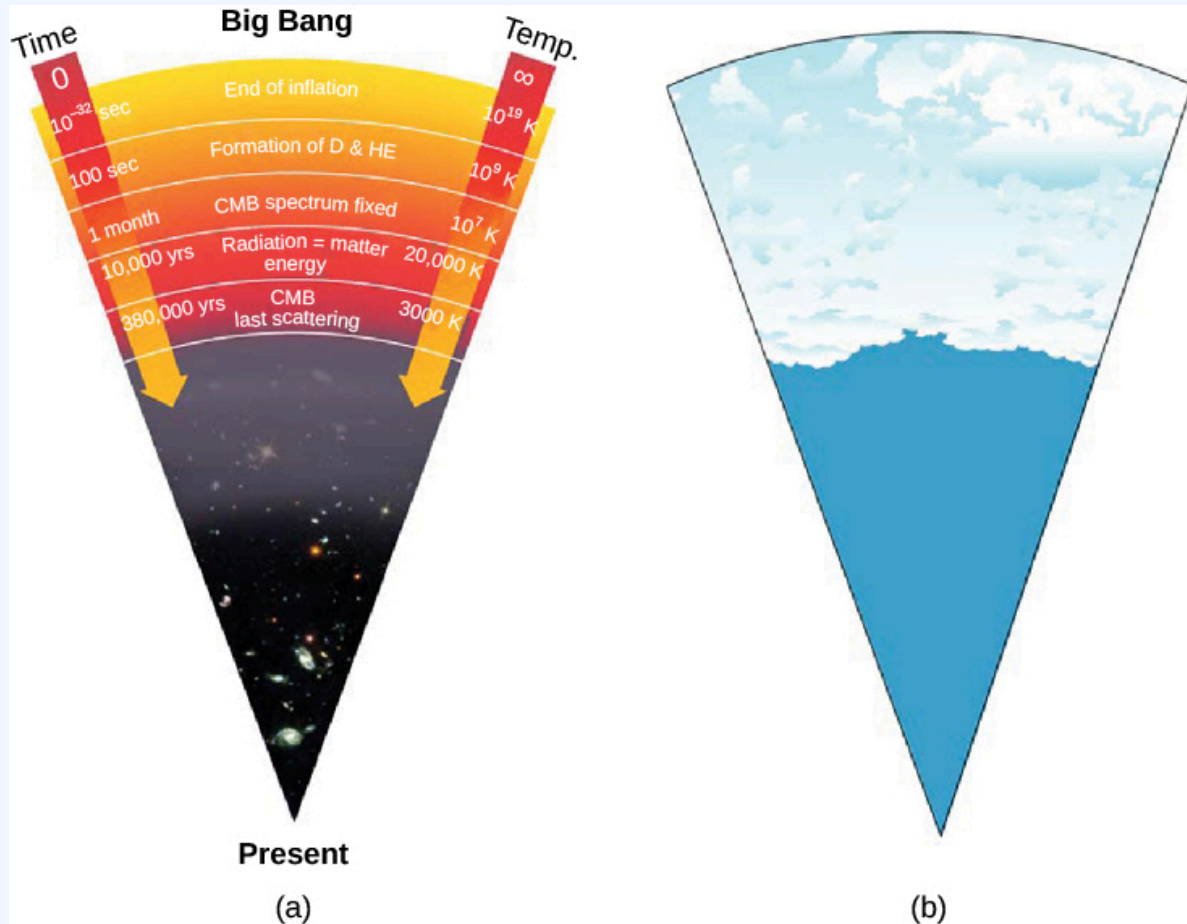 Big Bang
Time
Temp.
0
∞
10⁻³² sec
End of inflation
10¹⁹ K
100 sec
Formation of D & HE
10⁹ K
1 month
CMB spectrum fixed
10⁷ K
10,000 yrs
Radiation = matter
energy
20,000 K
380,000 yrs
CMB
last scattering
3000 K
Present
(a)
(b)